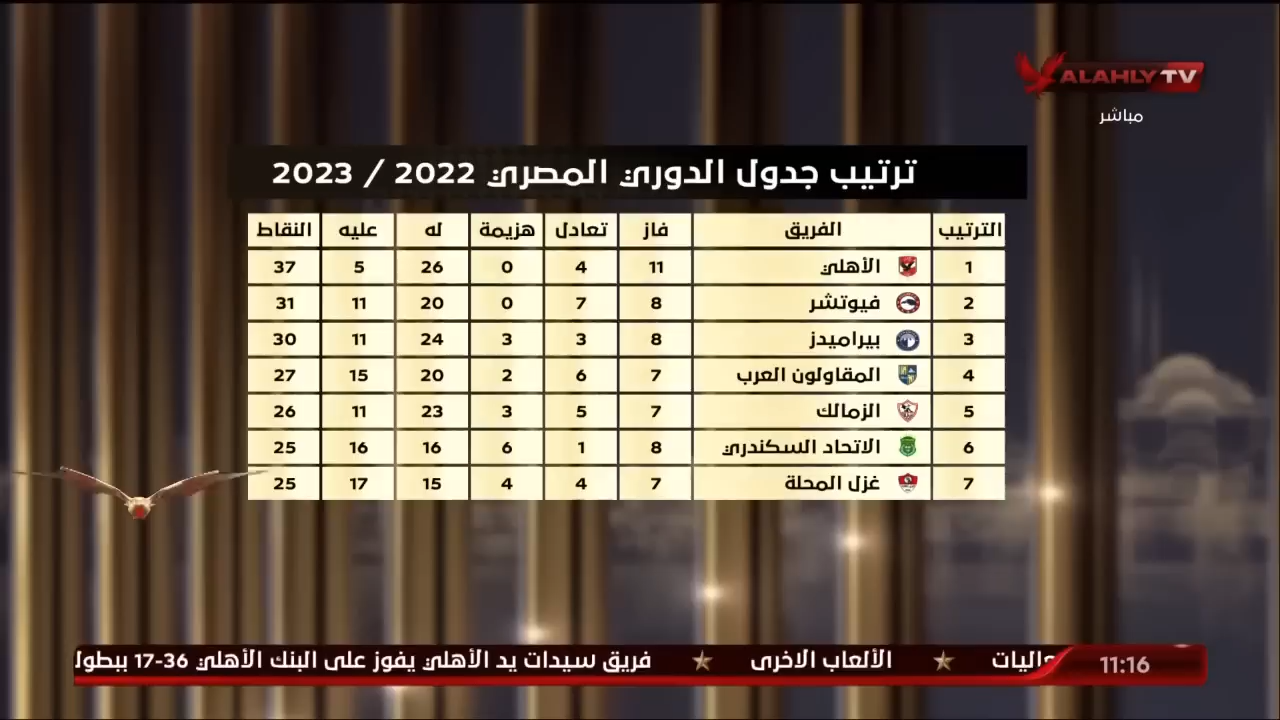 ALAHLY TV
مباشر
ترتيب جدول الدوري المصري 2022 / 2023
الترتيب الفريق فاز تعادل هزيمة له عليه النقاط
1 الأهلي 11 4 0 26 5 37
2 فيوتشر 8 7 0 20 11 31
3 بيراميدز 8 3 3 24 11 30
4 المقاولون العرب 7 6 2 20 15 27
5 الزمالك 7 5 3 23 11 26
6 الاتحاد السكندري 8 1 6 16 16 25
7 غزل المحلة 7 4 4 15 17 25
11:16 الألعاب الاخرى فريق سيدات يد الأهلي يفوز على البنك الأهلي 36-17